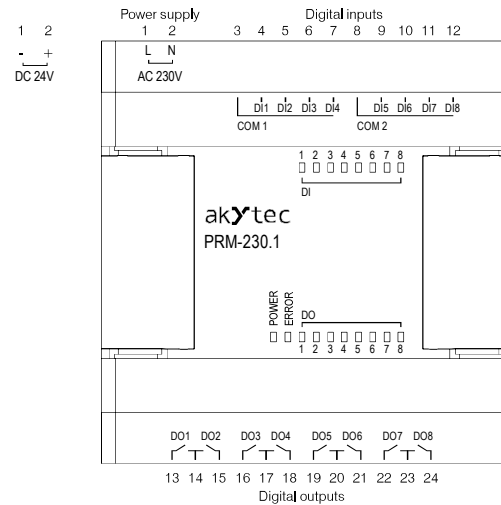 Power supply
Digital inputs
1 2
1 2
3 4 5 6 7 8 9 10 11 12
- +
L N
DC 24V
AC 230V
DI1 DI2 DI3 DI4
DI5 DI6 DI7 DI8
COM 1
COM 2
1 2 3 4 5 6 7 8
DI
akytec
PRM-230.1
POWER
ERROR
DO
1 2 3 4 5 6 7 8
DO1 DO2 DO3 DO4 DO5 DO6 DO7 DO8
13 14 15 16 17 18 19 20 21 22 23 24
Digital outputs